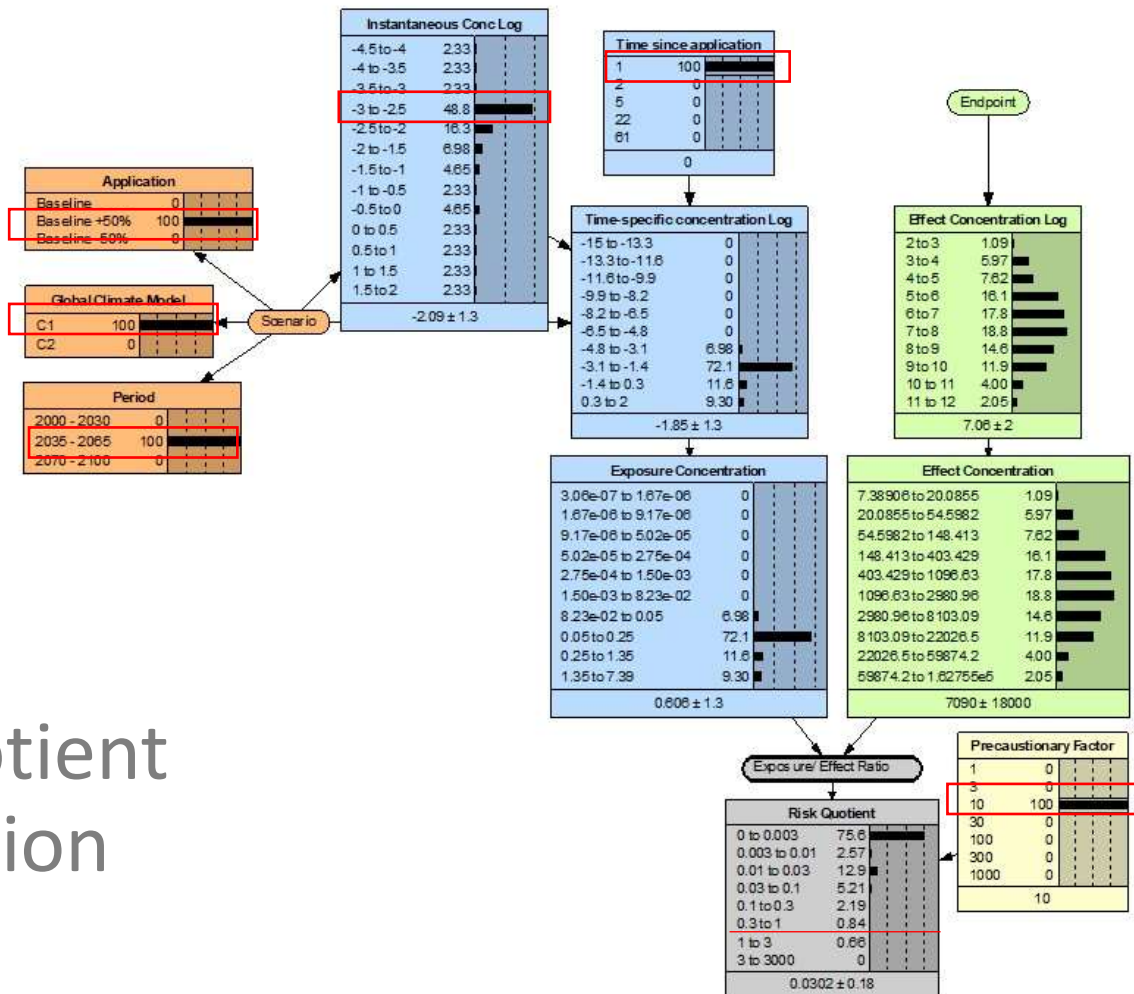 Instantaneous Conc Log
-4.5 to -4 2.33
-4 to -3.5 2.33
-3.5 to -3 2.33
-3 to -2.5 48.8
-2.5 to -2 16.3
-2 to -1.5 6.98
-1.5 to -1 4.65
-1 to -0.5 2.33
-0.5 to 0 4.65
0 to 0.5 2.33
0.5 to 1 2.33
1 to 1.5 2.33
1.5 to 2 2.33
-2.09 ± 1.3
Time since application
1 100
2 0
5 0
22 0
61 0
0
Endpoint
Application
Baseline 0
Baseline +50% 100
Baseline -50% 0
Global Climate Model
C1 100
C2 0
Scenario
Period
2000 - 2030 0
2035 - 2065 100
2070 - 2100 0
Time-specific concentration Log
-15 to -13.3 0
-13.3 to -11.6 0
-11.6 to -9.9 0
-9.9 to -8.2 0
-8.2 to -6.5 0
-6.5 to -4.8 0
-4.8 to -3.1 6.98
-3.1 to -1.4 72.1
-1.4 to 0.3 11.6
0.3 to 2 9.30
-1.85 ± 1.3
Effect Concentration Log
2 to 3 1.09
3 to 4 5.97
4 to 5 7.62
5 to 6 16.1
6 to 7 17.8
7 to 8 18.8
8 to 9 14.6
9 to 10 11.9
10 to 11 4.00
11 to 12 2.05
7.06 ± 2
Exposure Concentration
3.06e-07 to 1.67e-06 0
1.67e-06 to 9.17e-06 0
9.17e-06 to 5.02e-05 0
5.02e-05 to 2.75e-04 0
2.75e-04 to 1.50e-03 0
1.50e-03 to 8.23e-02 0
8.23e-02 to 0.05 6.98
0.05 to 0.25 72.1
0.25 to 1.35 11.6
1.35 to 7.39 9.30
0.606 ± 1.3
Effect Concentration
7.38906 to 20.0855 1.09
20.0855 to 54.5982 5.97
54.5982 to 148.413 7.62
148.413 to 403.429 16.1
403.429 to 1096.63 17.8
1096.63 to 2980.96 18.8
2980.96 to 8103.09 14.6
8103.09 to 22026.5 11.9
22026.5 to 59874.2 4.00
59874.2 to 1.62755e5 2.05
7090 ± 18000
otient
ion
Exposure/ Effect Ratio
Precaustionary Factor
1 0
3 0
10 100
30 0
100 0
300 0
1000 0
10
Risk Quotient
0 to 0.003 75.6
0.003 to 0.01 2.57
0.01 to 0.03 12.9
0.03 to 0.1 5.21
0.1 to 0.3 2.19
0.3 to 1 0.84
1 to 3 0.66
3 to 3000 0
0.0302 ± 0.18